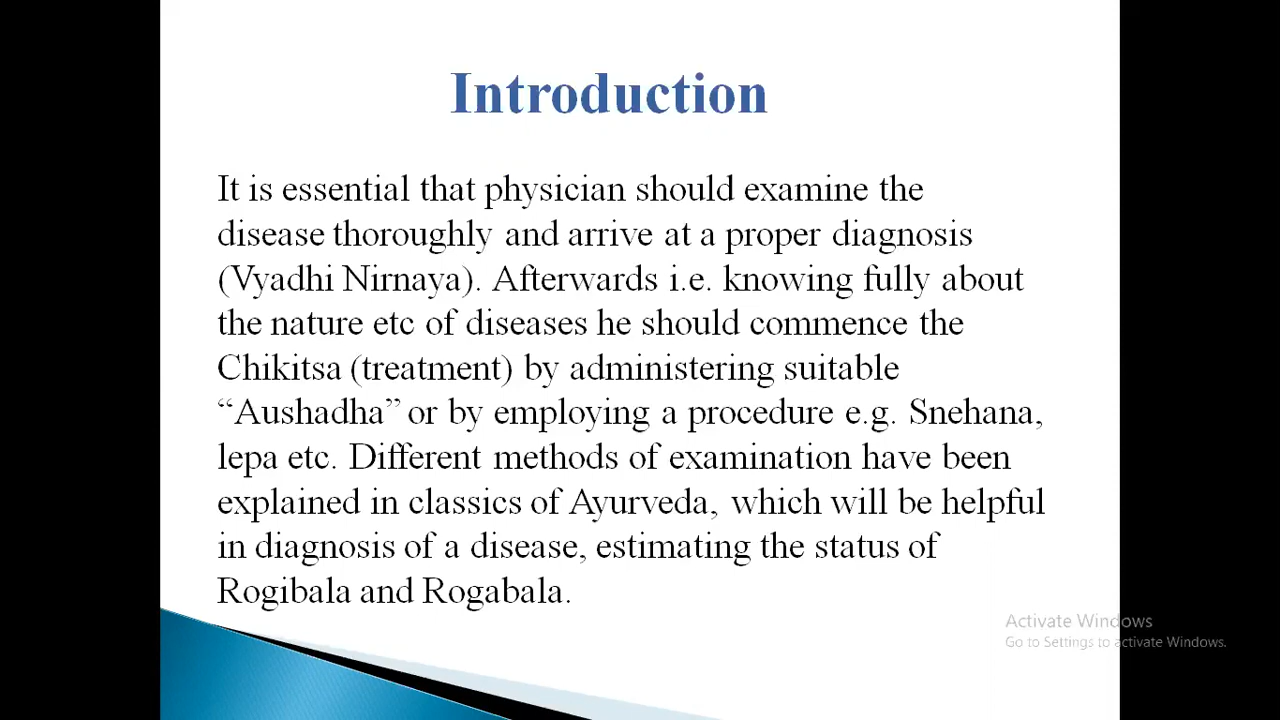 Introduction
It is essential that physician should examine the
disease thoroughly and arrive at a proper diagnosis
(Vyadhi Nirnaya). Afterwards i.e. knowing fully about
the nature etc of diseases he should commence the
Chikitsa (treatment) by administering suitable
“Aushadha” or by employing a procedure e.g. Snehana,
lepa etc. Different methods of examination have been
explained in classics of Ayurveda, which will be helpful
in diagnosis of a disease, estimating the status of
Rogibala and Rogabala.
Activate Windows
Go to Settings to activate Windows.